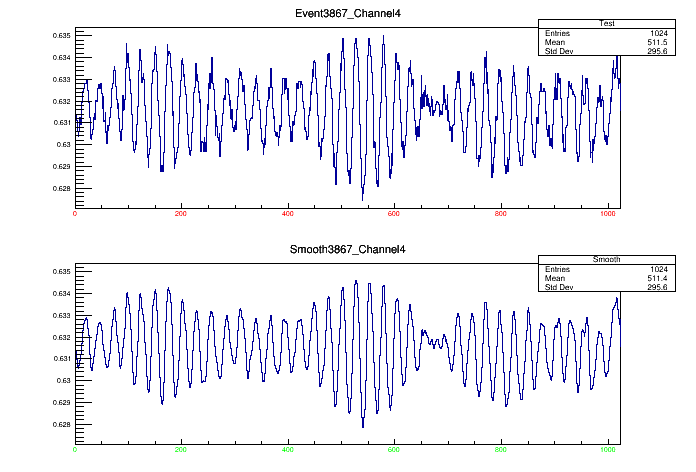 Event3867_Channel4
Test
Entries 1024
Mean 511.5
Std Dev 295.6
0.635
0.634
0.633
0.632
0.631
0.63
0.629
0.628
0 200 400 600 800 1000
Smooth3867_Channel4
Smooth
Entries 1024
Mean 511.4
Std Dev 295.6
0.635
0.634
0.633
0.632
0.631
0.63
0.629
0.628
0 200 400 600 800 1000